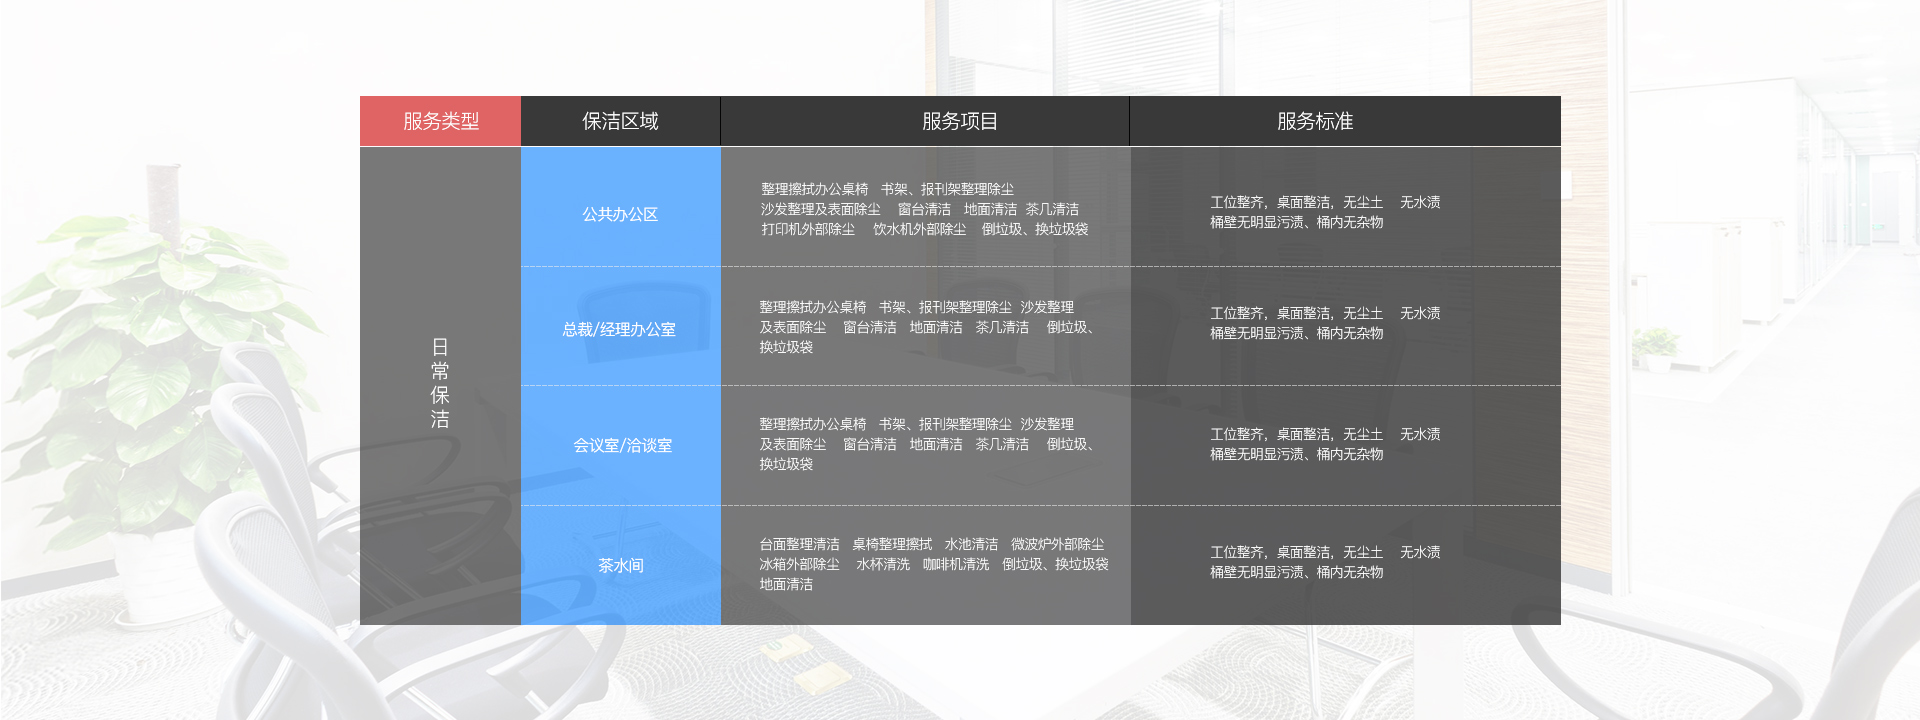 服务类型 保洁区域 服务项目 服务标准
日常保洁
公共办公区
整理擦拭办公桌椅 书架、报刊架整理除尘
沙发整理及表面除尘 窗台清洁 地面清洁 茶几清洁
打印机外部除尘 饮水机外部除尘 倒垃圾、换垃圾袋
工位整齐，桌面整洁，无尘土 无水渍
桶壁无明显污渍、桶内无杂物
总裁/经理办公室
整理擦拭办公桌椅 书架、报刊架整理除尘 沙发整理
及表面除尘 窗台清洁 地面清洁 茶几清洁 倒垃圾、
换垃圾袋
工位整齐，桌面整洁，无尘土 无水渍
桶壁无明显污渍、桶内无杂物
会议室/洽谈室
整理擦拭办公桌椅 书架、报刊架整理除尘 沙发整理
及表面除尘 窗台清洁 地面清洁 茶几清洁 倒垃圾、
换垃圾袋
工位整齐，桌面整洁，无尘土 无水渍
桶壁无明显污渍、桶内无杂物
茶水间
台面整理清洁 桌椅整理擦拭 水池清洁 微波炉外部除尘
冰箱外部除尘 水杯清洗 咖啡机清洗 倒垃圾、换垃圾袋
地面清洁
工位整齐，桌面整洁，无尘土 无水渍
桶壁无明显污渍、桶内无杂物